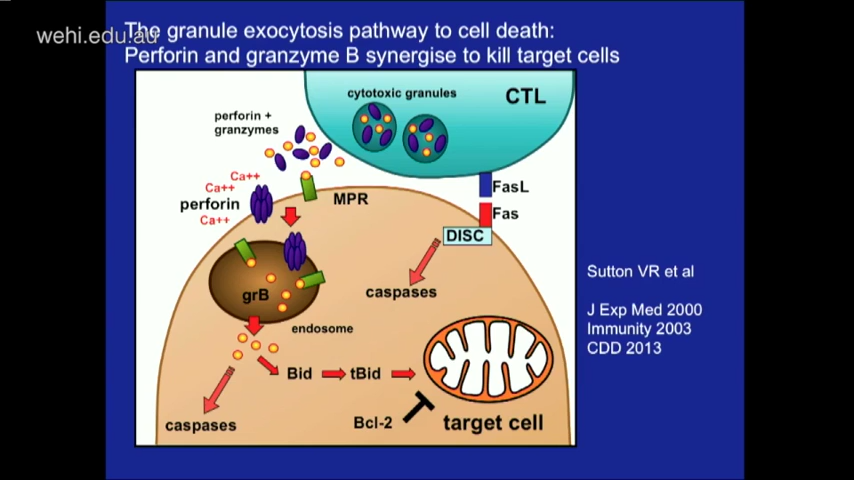 The granule exocytosis pathway to cell death:
wehi.edu.au
Perforin and granzyme B synergise to kill target cells
cytotoxic granules
CTL
perforin +
granzymes
Ca++
Ca++
perforin
Ca++
MPR
FasL
Fas
DISC
caspases
grB
endosome
Bid
tBid
caspases
Bcl-2
target cell
Sutton VR et al
J Exp Med 2000
Immunity 2003
CDD 2013